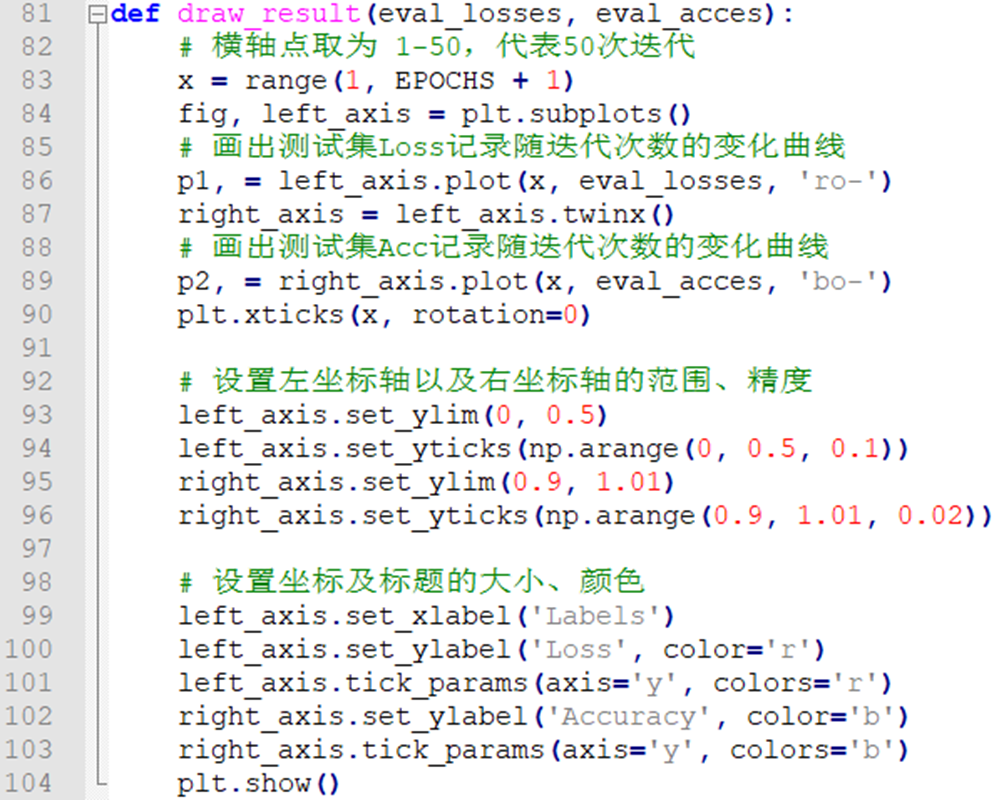 81 def draw_result(eval_losses, eval_acces):
82     # 横轴点取为 1-50，代表50次迭代
83     x = range(1, EPOCHS + 1)
84     fig, left_axis = plt.subplots()
85     # 画出测试集Loss记录随迭代次数的变化曲线
86     p1, = left_axis.plot(x, eval_losses, 'ro-')
87     right_axis = left_axis.twinx()
88     # 画出测试集Acc记录随迭代次数的变化曲线
89     p2, = right_axis.plot(x, eval_acces, 'bo-')
90     plt.xticks(x, rotation=0)
91
92     # 设置左坐标轴以及右坐标轴的范围、精度
93     left_axis.set_ylim(0, 0.5)
94     left_axis.set_yticks(np.arange(0, 0.5, 0.1))
95     right_axis.set_ylim(0.9, 1.01)
96     right_axis.set_yticks(np.arange(0.9, 1.01, 0.02))
97
98     # 设置坐标及标题的大小、颜色
99     left_axis.set_xlabel('Labels')
100     left_axis.set_ylabel('Loss', color='r')
101     left_axis.tick_params(axis='y', colors='r')
102     right_axis.set_ylabel('Accuracy', color='b')
103     right_axis.tick_params(axis='y', colors='b')
104     plt.show()